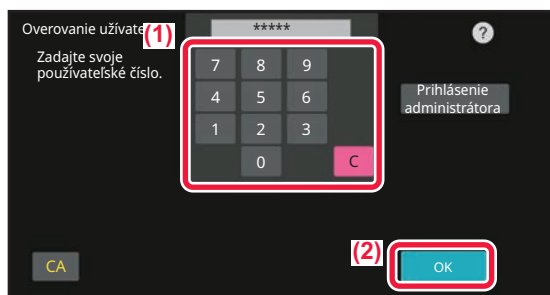 Overovanie užívate
(1)
*****
?
Zadajte svoje
používateľské číslo.
7 8 9
4 5 6
1 2 3
0 C
Prihlásenie
administrátora
(2)
CA
OK